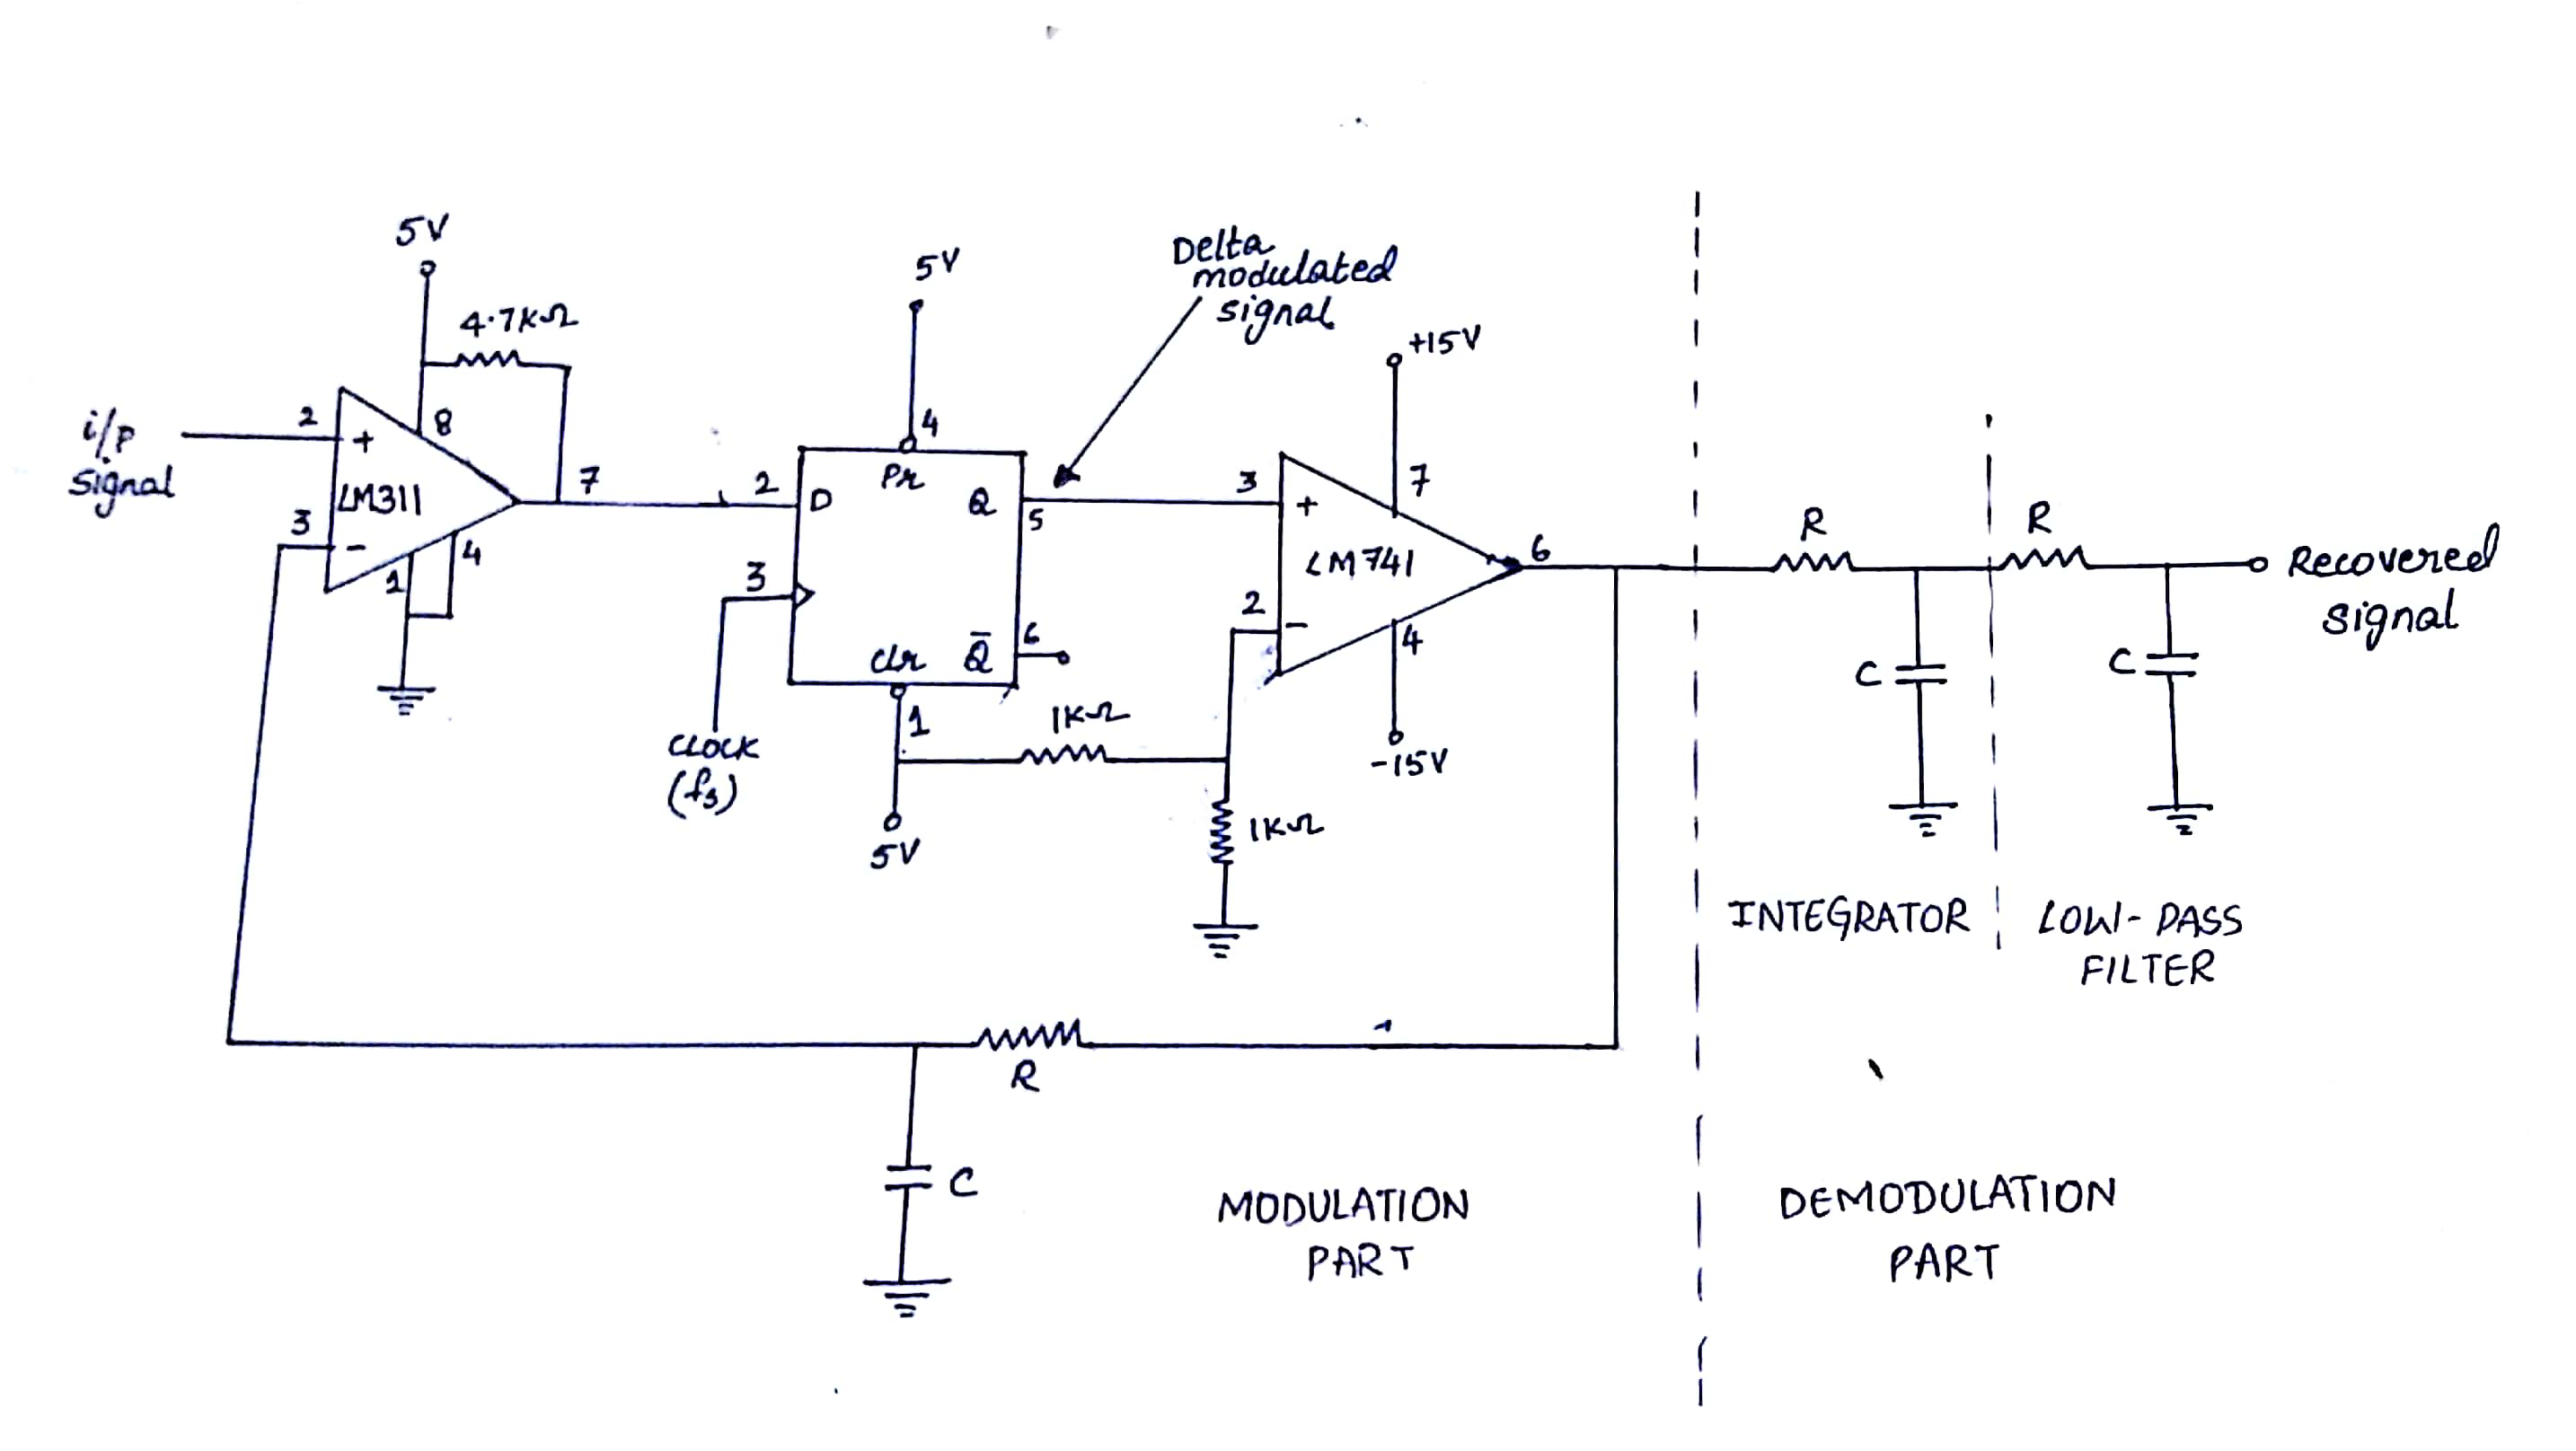 5V
4.7KΩ
i/p
signal
2
+
8
LM311
7
3
-
1
4
5V
4
2
D
Pr
Q
5
3
clr
Q̅
6
1
CLOCK
(fs)
5V
1KΩ
1KΩ
Delta
modulated
signal
+15V
3
+
7
LM741
6
2
-
4
-15V
R
C
R
C
Recovered
signal
INTEGRATOR
LOW-PASS
FILTER
R
C
MODULATION
PART
DEMODULATION
PART